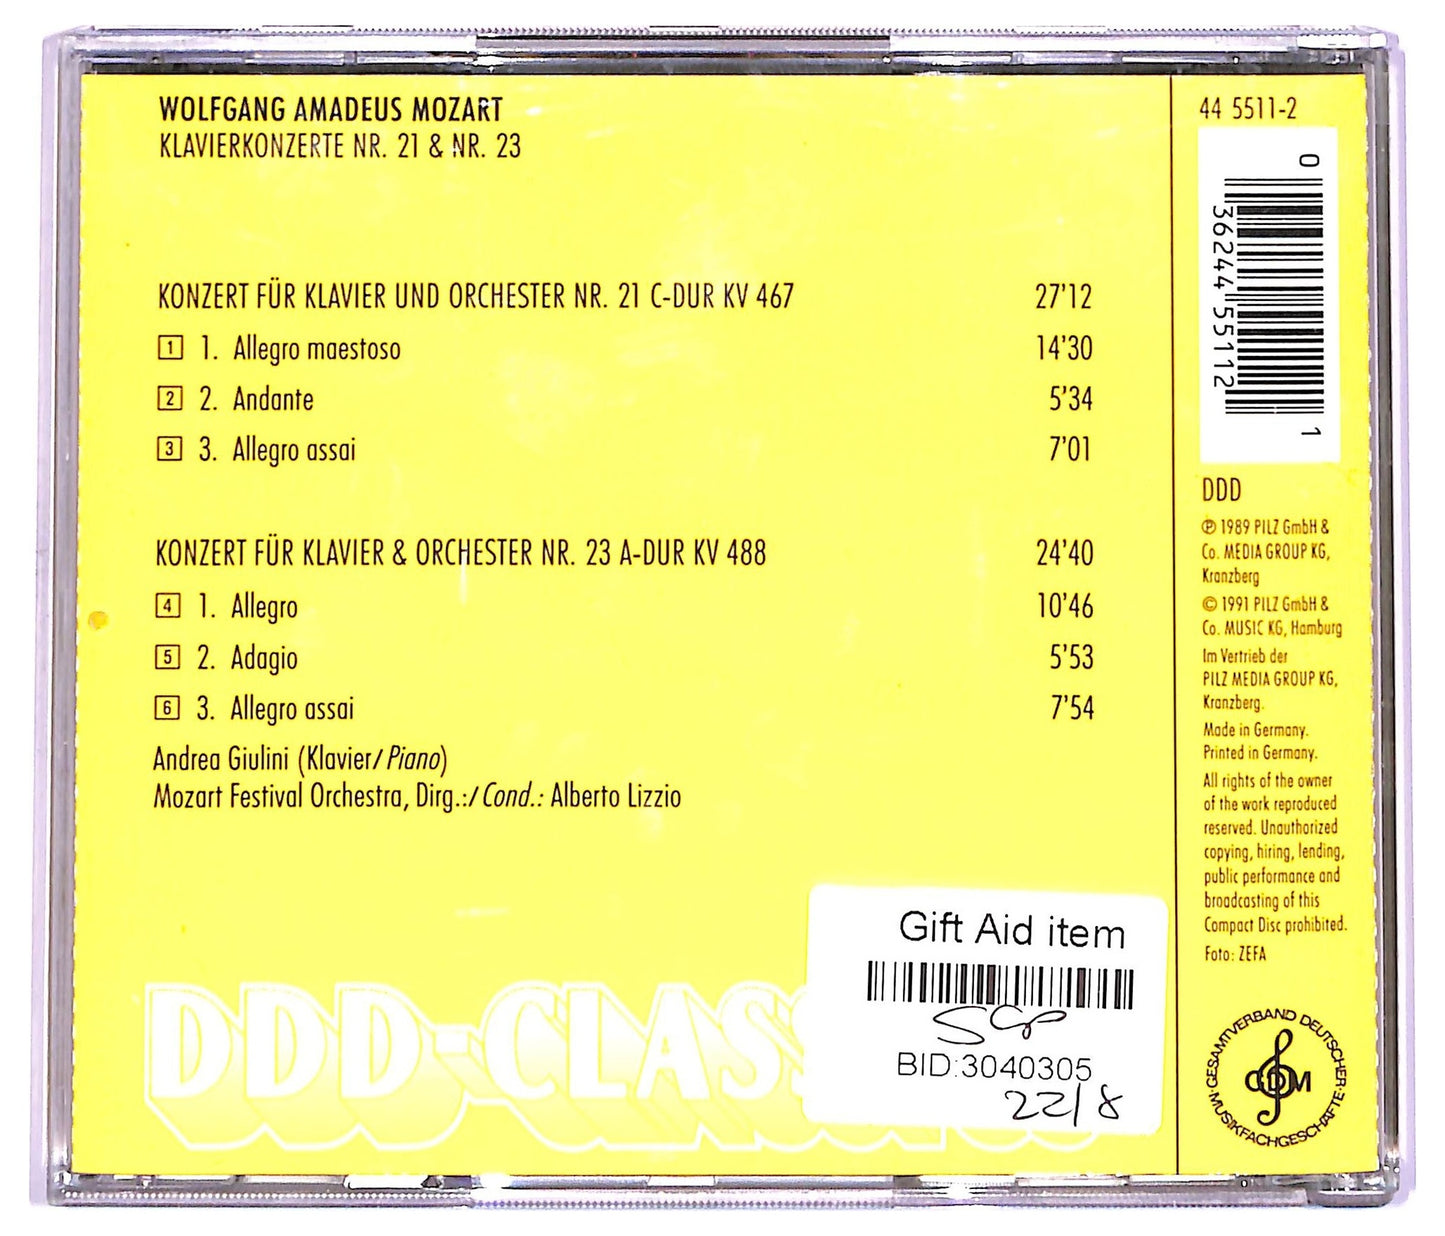 WOLFGANG AMADEUS MOZART
KLAVIERKONZERTE NR. 21 & NR. 23
KONZERT FÜR KLAVIER UND ORCHESTER NR. 21 C-DUR KV 467 27'12
1 1. Allegro maestoso 14'30
2 2. Andante 5'34
3 3. Allegro assai 7'01
KONZERT FÜR KLAVIER & ORCHESTER NR. 23 A-DUR KV 488 24'40
4 1. Allegro 10'46
5 2. Adagio 5'53
6 3. Allegro assai 7'54
Andrea Giulini (Klavier/Piano)
Mozart Festival Orchestra, Dirg.:/Cond.: Alberto Lizzio
DDD-CLASS
Gift Aid item
BID:3040305
22/8
44 5511-2
0 36244 55112 1
DDD
℗ 1989 PILZ GmbH &
Co. MEDIA GROUP KG,
Kranzberg
© 1991 PILZ GmbH &
Co. MUSIC KG, Hamburg
Im Vertrieb der
PILZ MEDIA GROUP KG,
Kranzberg.
Made in Germany.
Printed in Germany.
All rights of the owner
of the work reproduced
reserved. Unauthorized
copying, hiring, lending,
public performance and
broadcasting of this
Compact Disc prohibited.
Foto: ZEFA
GESAMTVERBAND DEUTSCHER
GDM
MUSIKFACHGESCHÄFTE